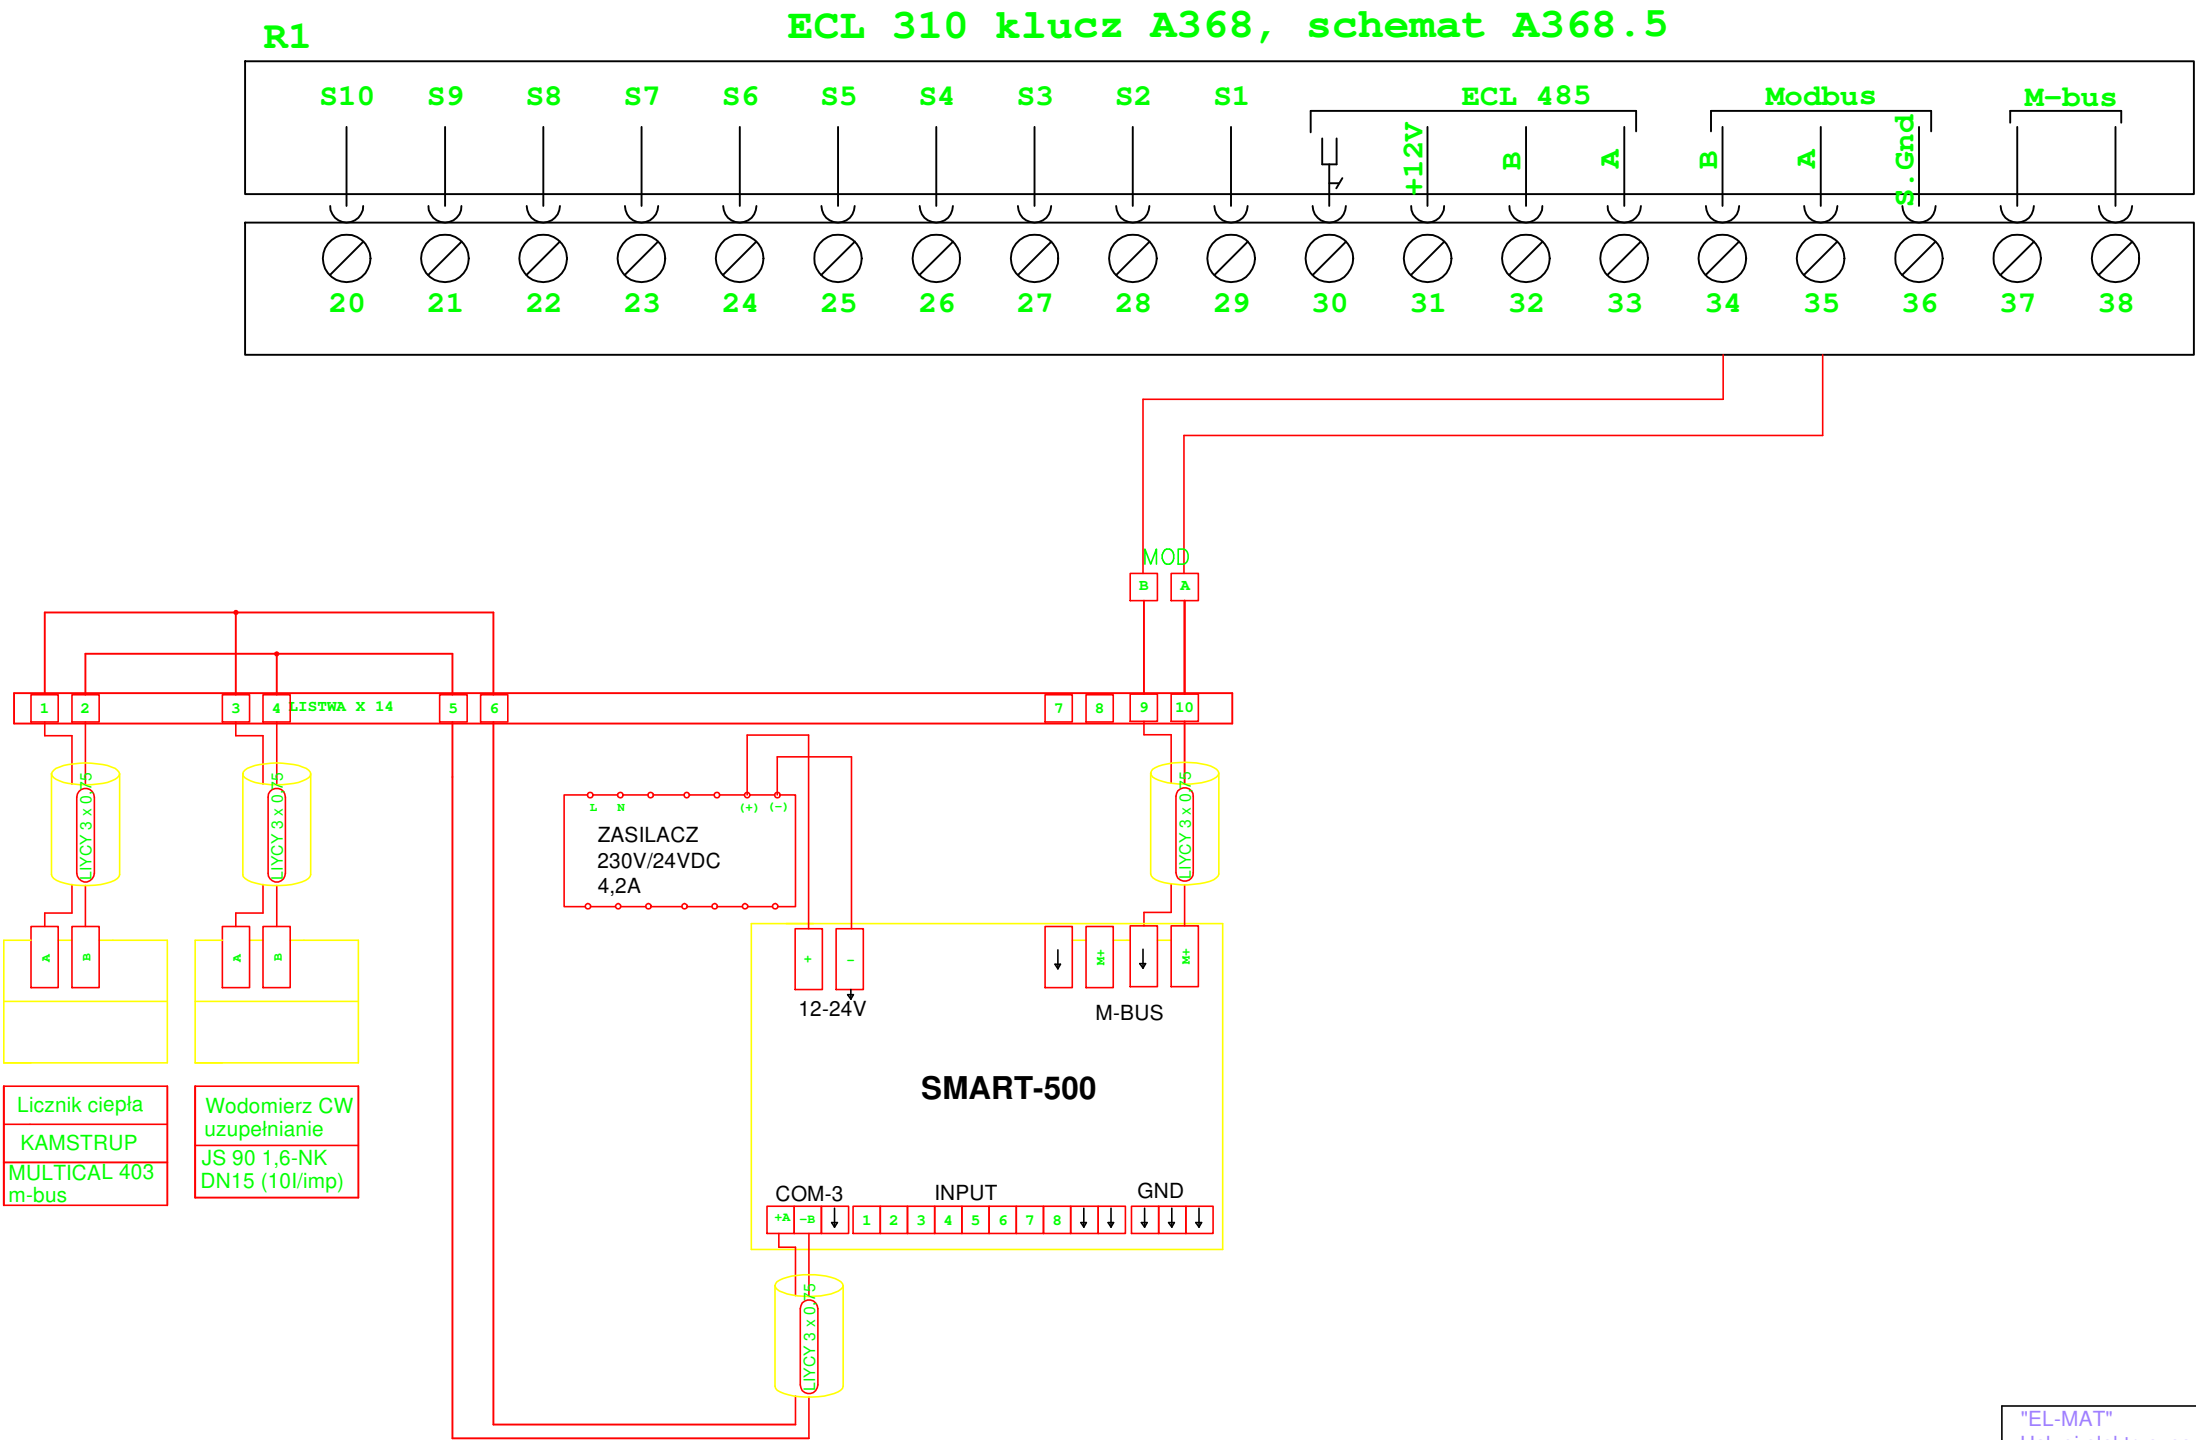 ECL 310 klucz A368, schemat A368.5
R1
S10 S9 S8 S7 S6 S5 S4 S3 S2 S1 ECL 485 Modbus M-bus
+12V B A B A S.Gnd
20 21 22 23 24 25 26 27 28 29 30 31 32 33 34 35 36 37 38
MOD
B A
1 2 3 4 LISTWA X 14 5 6 7 8 9 10
LIYCY 3 x 0,75
LIYCY 3 x 0,75
LIYCY 3 x 0,75
L N (+) (-)
ZASILACZ
230V/24VDC
4,2A
A B
A B
+ - M+ M+
12-24V
M-BUS
SMART-500
Licznik ciepła
KAMSTRUP
MULTICAL 403
m-bus
Wodomierz CW
uzupełnianie
JS 90 1,6-NK
DN15 (10l/imp)
COM-3 INPUT GND
+A -B 1 2 3 4 5 6 7 8
LIYCY 3 x 0,75
"EL-MAT"